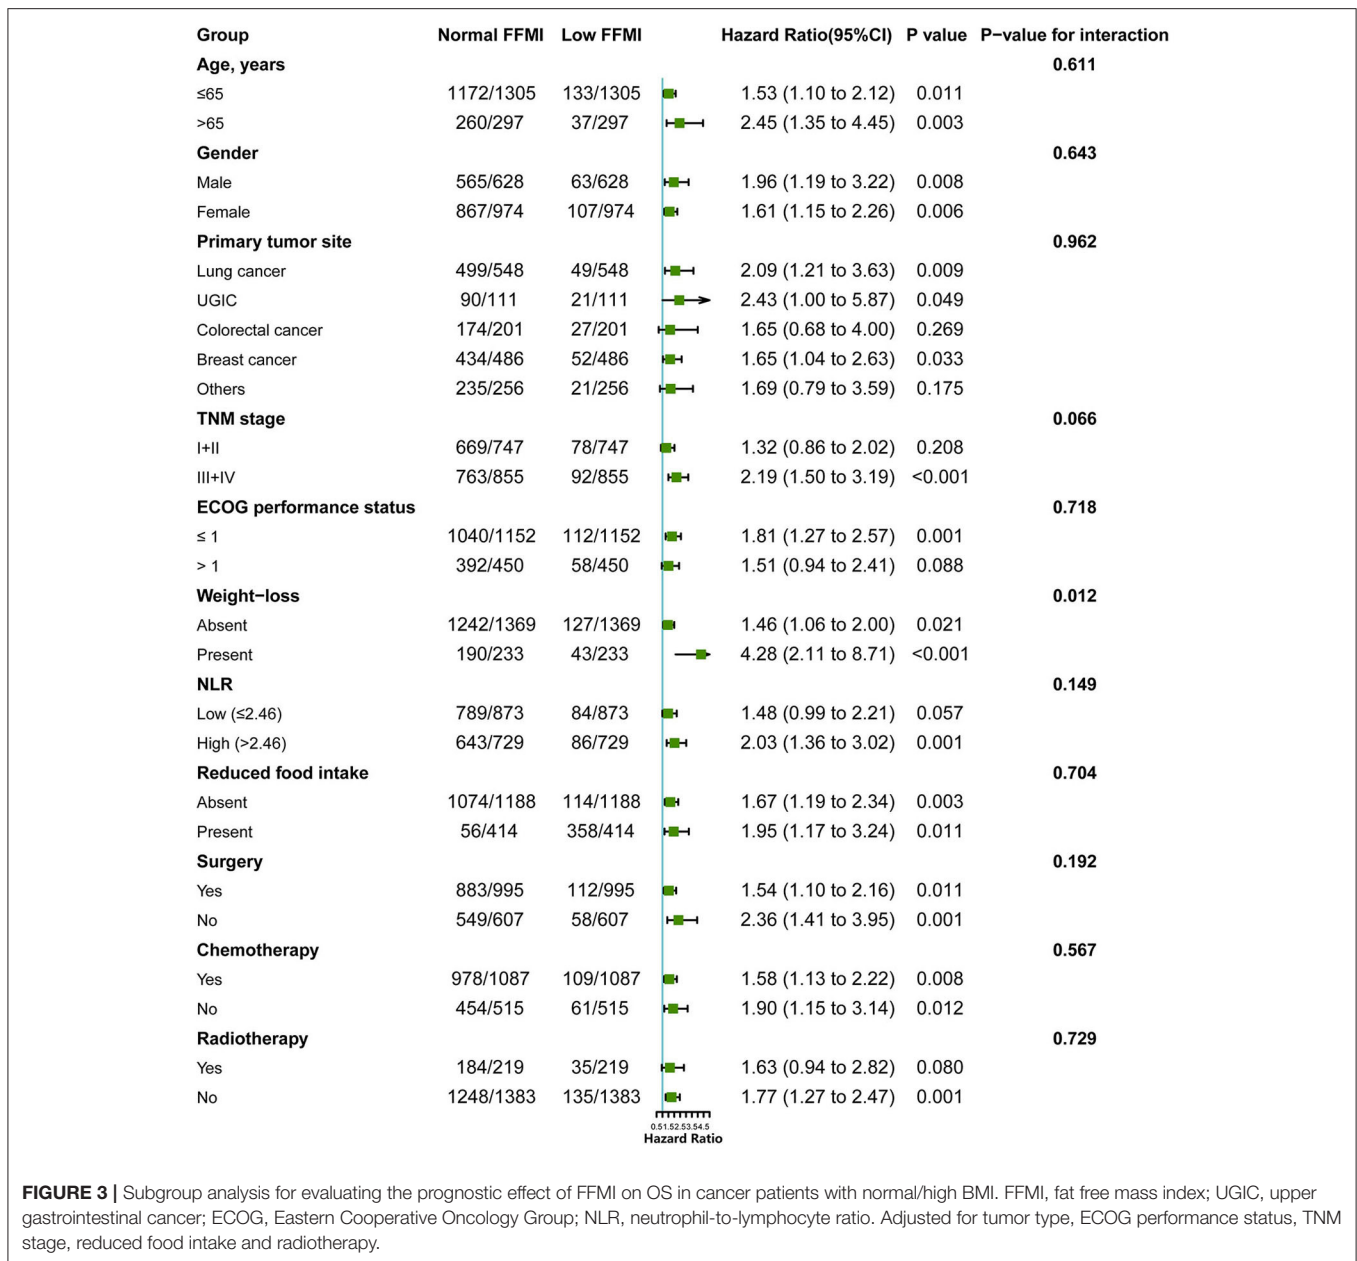 Group Normal FFMI Low FFMI Hazard Ratio(95%CI) P value P−value for interaction
Age, years 0.611
≤65 1172/1305 133/1305 1.53 (1.10 to 2.12) 0.011
>65 260/297 37/297 2.45 (1.35 to 4.45) 0.003
Gender 0.643
Male 565/628 63/628 1.96 (1.19 to 3.22) 0.008
Female 867/974 107/974 1.61 (1.15 to 2.26) 0.006
Primary tumor site 0.962
Lung cancer 499/548 49/548 2.09 (1.21 to 3.63) 0.009
UGIC 90/111 21/111 2.43 (1.00 to 5.87) 0.049
Colorectal cancer 174/201 27/201 1.65 (0.68 to 4.00) 0.269
Breast cancer 434/486 52/486 1.65 (1.04 to 2.63) 0.033
Others 235/256 21/256 1.69 (0.79 to 3.59) 0.175
TNM stage 0.066
I+II 669/747 78/747 1.32 (0.86 to 2.02) 0.208
III+IV 763/855 92/855 2.19 (1.50 to 3.19) <0.001
ECOG performance status 0.718
≤ 1 1040/1152 112/1152 1.81 (1.27 to 2.57) 0.001
> 1 392/450 58/450 1.51 (0.94 to 2.41) 0.088
Weight−loss 0.012
Absent 1242/1369 127/1369 1.46 (1.06 to 2.00) 0.021
Present 190/233 43/233 4.28 (2.11 to 8.71) <0.001
NLR 0.149
Low (≤2.46) 789/873 84/873 1.48 (0.99 to 2.21) 0.057
High (>2.46) 643/729 86/729 2.03 (1.36 to 3.02) 0.001
Reduced food intake 0.704
Absent 1074/1188 114/1188 1.67 (1.19 to 2.34) 0.003
Present 56/414 358/414 1.95 (1.17 to 3.24) 0.011
Surgery 0.192
Yes 883/995 112/995 1.54 (1.10 to 2.16) 0.011
No 549/607 58/607 2.36 (1.41 to 3.95) 0.001
Chemotherapy 0.567
Yes 978/1087 109/1087 1.58 (1.13 to 2.22) 0.008
No 454/515 61/515 1.90 (1.15 to 3.14) 0.012
Radiotherapy 0.729
Yes 184/219 35/219 1.63 (0.94 to 2.82) 0.080
No 1248/1383 135/1383 1.77 (1.27 to 2.47) 0.001
0.51.52.53.54.5
Hazard Ratio
FIGURE 3 | Subgroup analysis for evaluating the prognostic effect of FFMI on OS in cancer patients with normal/high BMI. FFMI, fat free mass index; UGIC, upper
gastrointestinal cancer; ECOG, Eastern Cooperative Oncology Group; NLR, neutrophil-to-lymphocyte ratio. Adjusted for tumor type, ECOG performance status, TNM
stage, reduced food intake and radiotherapy.